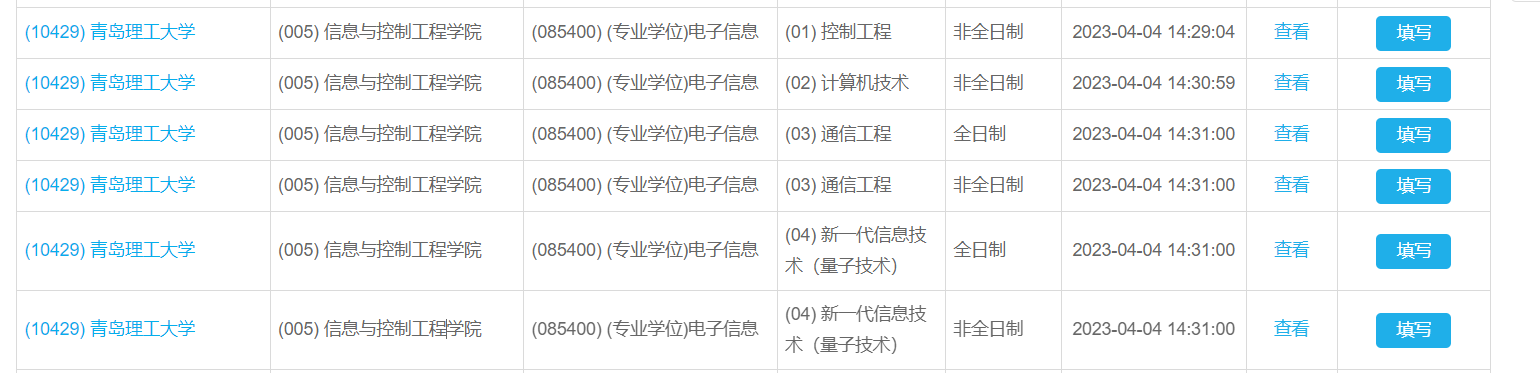 (10429) 青岛理工大学 (005) 信息与控制工程学院 (085400) (专业学位)电子信息 (01) 控制工程 非全日制 2023-04-04 14:29:04 查看 填写
(10429) 青岛理工大学 (005) 信息与控制工程学院 (085400) (专业学位)电子信息 (02) 计算机技术 非全日制 2023-04-04 14:30:59 查看 填写
(10429) 青岛理工大学 (005) 信息与控制工程学院 (085400) (专业学位)电子信息 (03) 通信工程 全日制 2023-04-04 14:31:00 查看 填写
(10429) 青岛理工大学 (005) 信息与控制工程学院 (085400) (专业学位)电子信息 (03) 通信工程 非全日制 2023-04-04 14:31:00 查看 填写
(10429) 青岛理工大学 (005) 信息与控制工程学院 (085400) (专业学位)电子信息 (04) 新一代信息技
术（量子技术） 全日制 2023-04-04 14:31:00 查看 填写
(10429) 青岛理工大学 (005) 信息与控制工程学院 (085400) (专业学位)电子信息 (04) 新一代信息技
术（量子技术） 非全日制 2023-04-04 14:31:00 查看 填写